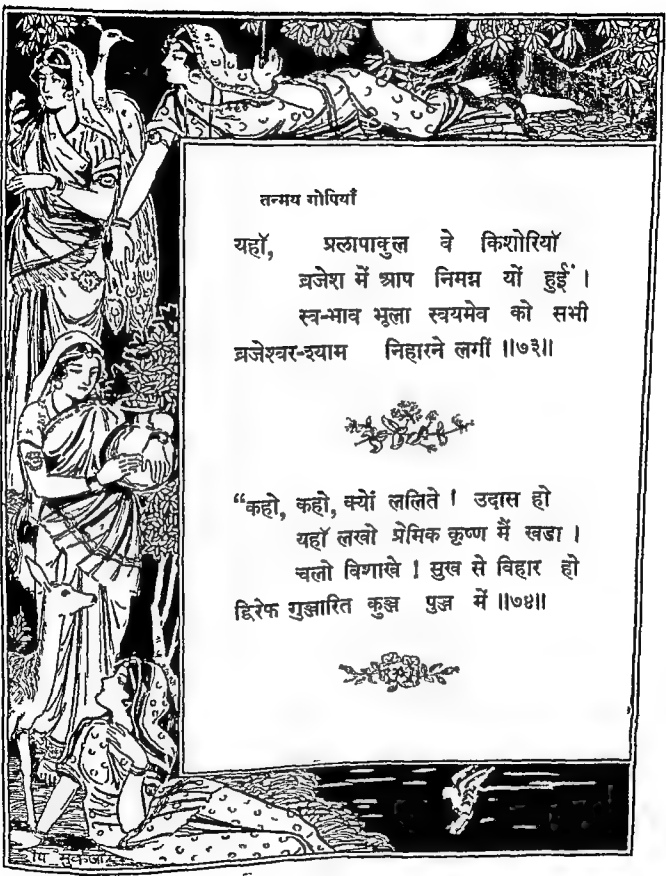 तन्मय गोपियाँ
यहाँ, प्रलापाकुल वे किशोरियाँ
व्रजेश में आप निमग्न यों हुईं ।
स्व-भाव भूला स्वयमेव को सभी
व्रजेश्वर-श्याम निहारने लगीं ॥७३॥
“कहो, कहो, क्यों ललिते ! उदास हो
यहाँ लखो प्रेमिक कृष्ण मैं खडा ।
चलो विशाखे ! सुख से विहार हो
द्विरेफ गुञ्जारित कुञ्ज पुञ्ज में ॥७४॥